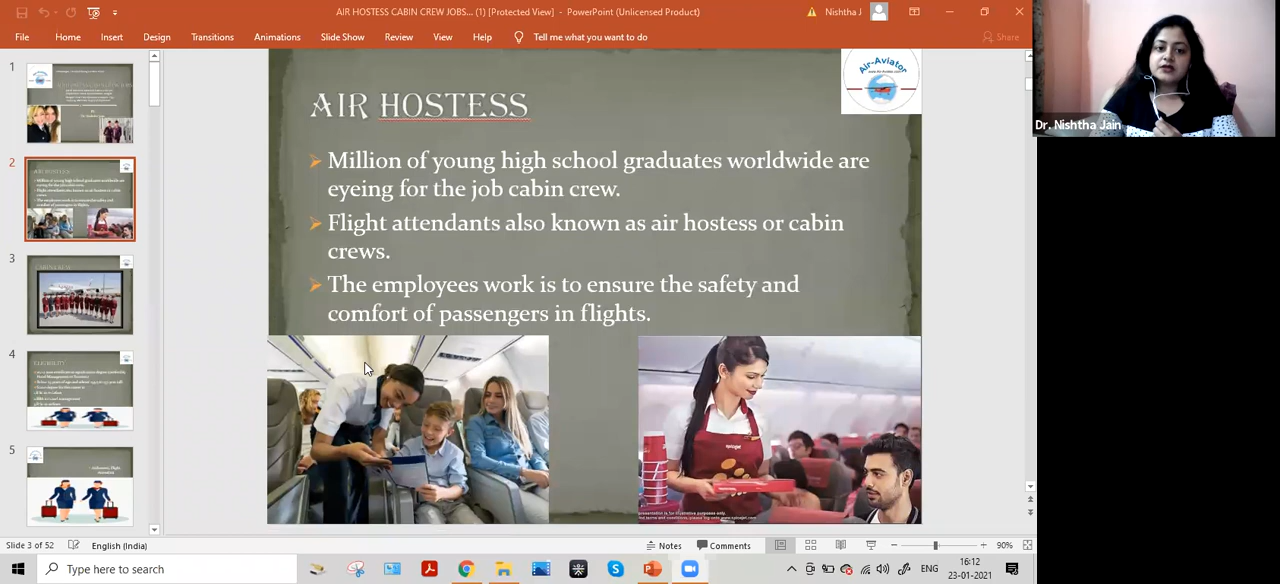 AIR HOSTESS CABIN CREW JOBS... (1) [Protected View] - PowerPoint (Unlicensed Product)
Nishtha J
File Home Insert Design Transitions Animations Slide Show Review View Help Tell me what you want to do
Share
1
2
3
4
5
Air-Aviator
AIR HOSTESS
Million of young high school graduates worldwide are
eyeing for the job cabin crew.
Flight attendants also known as air hostess or cabin
crews.
The employees work is to ensure the safety and
comfort of passengers in flights.
Dr. Nishtha Jain
Slide 3 of 52
English (India)
Notes
Comments
90%
Type here to search
ENG
16:12
23-01-2021